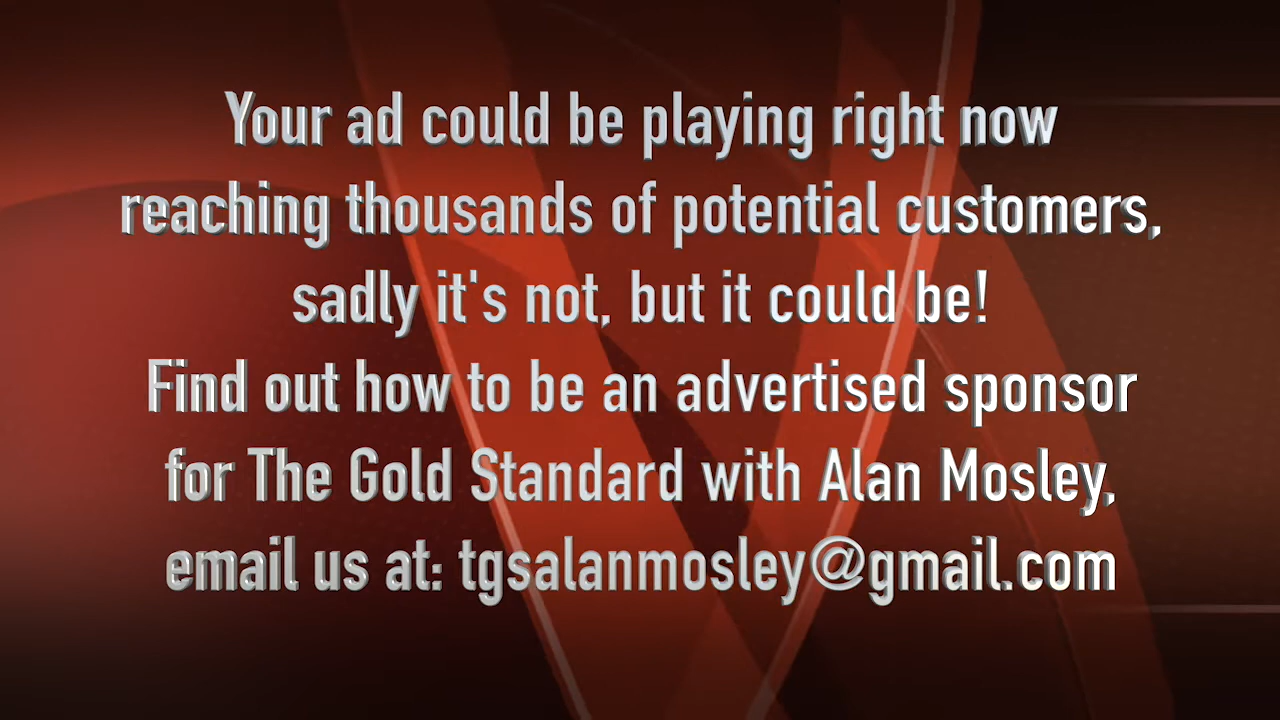 Your ad could be playing right now
reaching thousands of potential customers,
sadly it's not, but it could be!
Find out how to be an advertised sponsor
for The Gold Standard with Alan Mosley,
email us at: tgsalanmosley@gmail.com